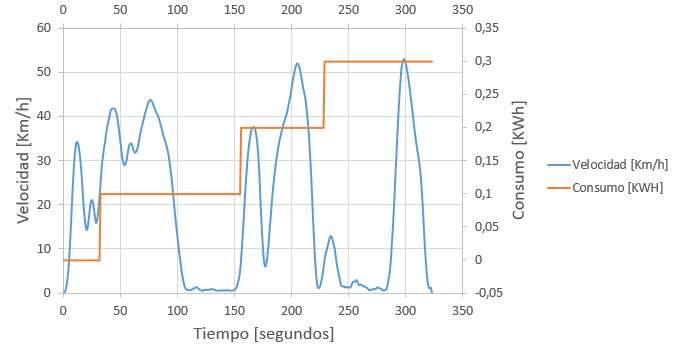 0 50 100 150 200 250 300 350
60 0,35
50 0,3
0,25
40 0,2
30 0,15
0,1
20 0,05
10 0
0 -0,05
0 50 100 150 200 250 300 350
Velocidad [Km/h]
Consumo [KWh]
Tiempo [segundos]
Velocidad [Km/h]
Consumo [KWH]